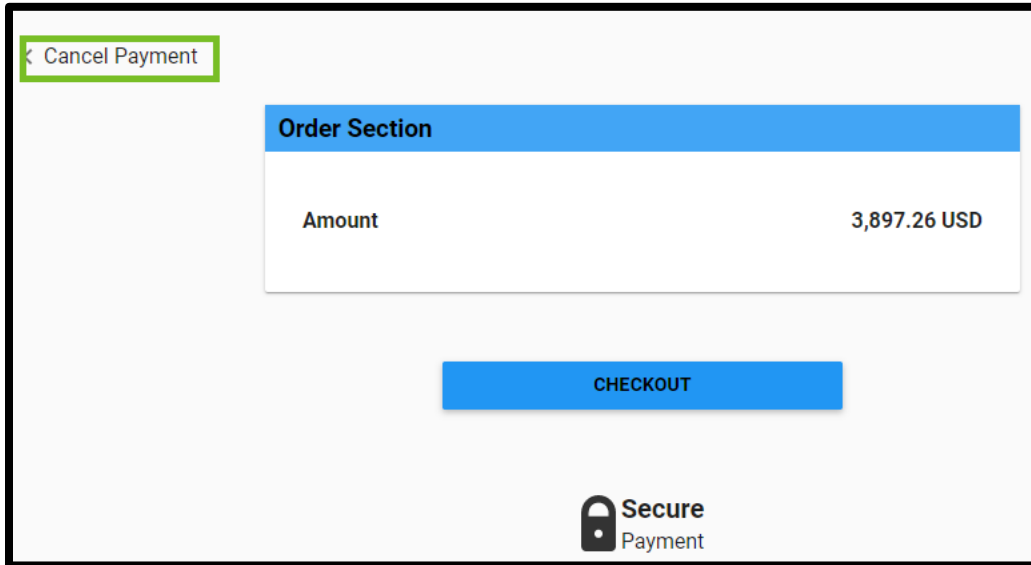 < Cancel Payment
Order Section
Amount 3,897.26 USD
CHECKOUT
Secure
Payment